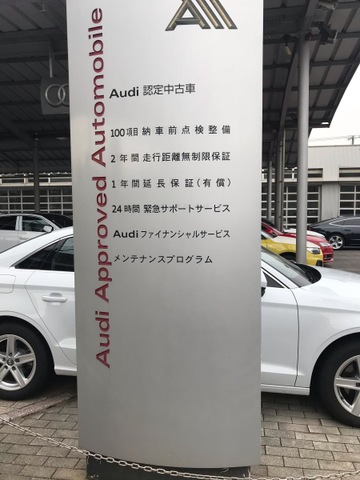 Audi Approved Automobile
Audi 認定中古車
100項目納車前点検整備
2年間走行距離無制限保証
1年間延長保証(有償)
24時間緊急サポートサービス
Audiファイナンシャルサービス
メンテナンスプログラム